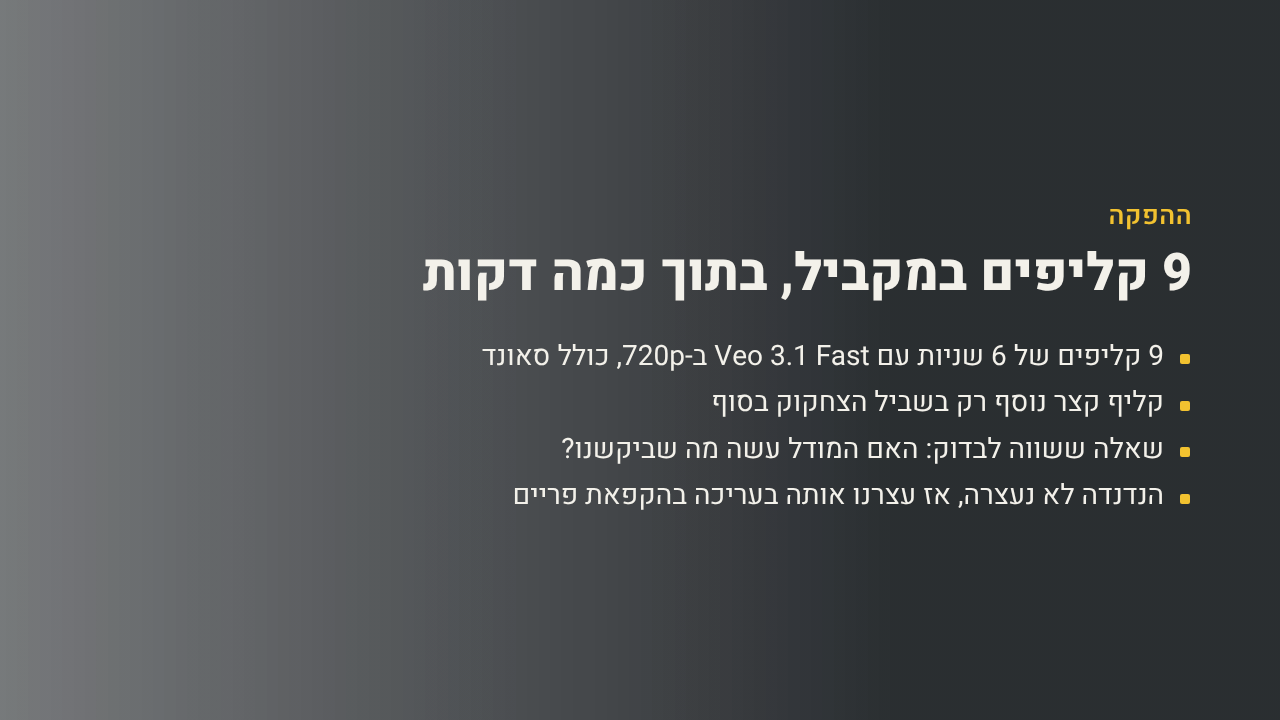 ההפקה
9 קליפים במקביל, בתוך כמה דקות
9 קליפים של 6 שניות עם Veo 3.1 Fast ב-720p, כולל סאונד
קליף קצר נוסף רק בשביל הצחקוק בסוף
שאלה ששווה לבדוק: האם המודל עשה מה שביקשנו?
הנדנדה לא נעצרה, אז עצרנו אותה בעריכה בהקפאת פריים